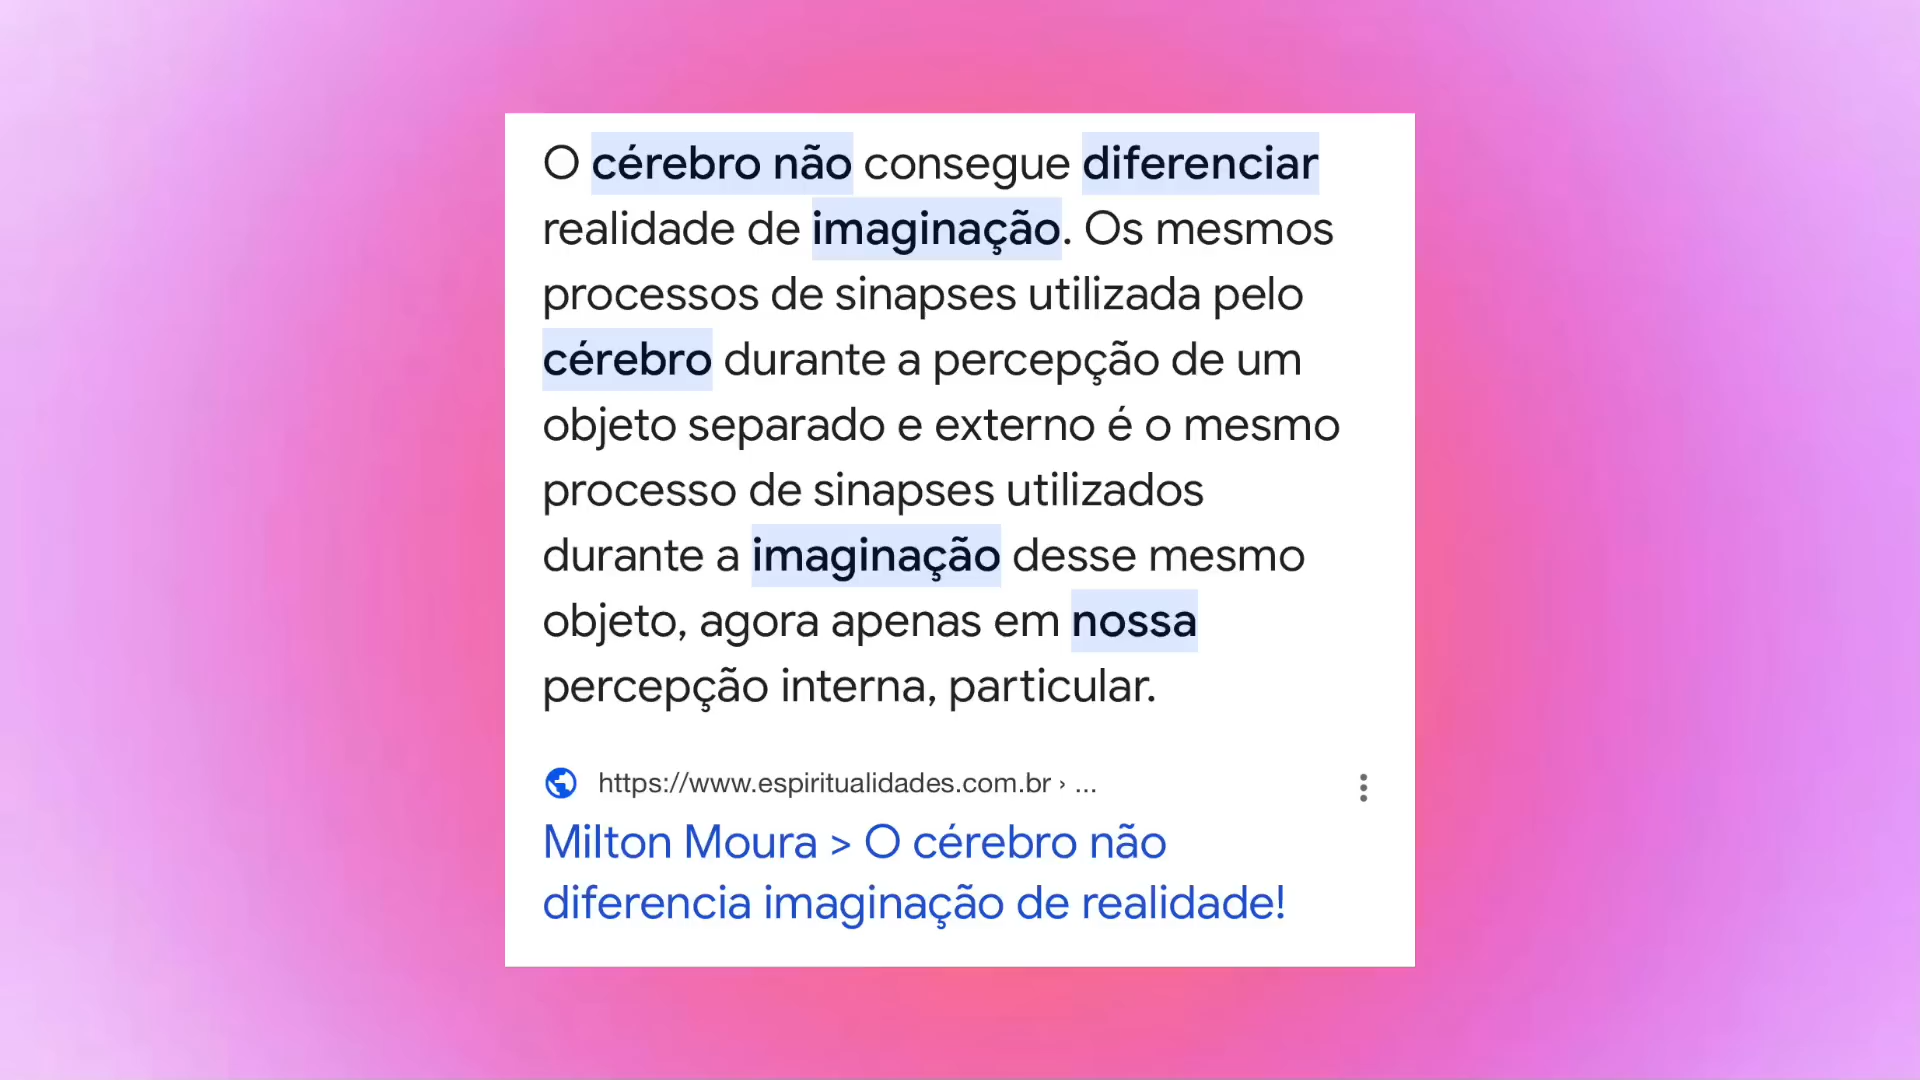 O cérebro não consegue diferenciar
realidade de imaginação. Os mesmos
processos de sinapses utilizada pelo
cérebro durante a percepção de um
objeto separado e externo é o mesmo
processo de sinapses utilizados
durante a imaginação desse mesmo
objeto, agora apenas em nossa
percepção interna, particular.
https://www.espiritualidades.com.br › ...
Milton Moura > O cérebro não
diferencia imaginação de realidade!